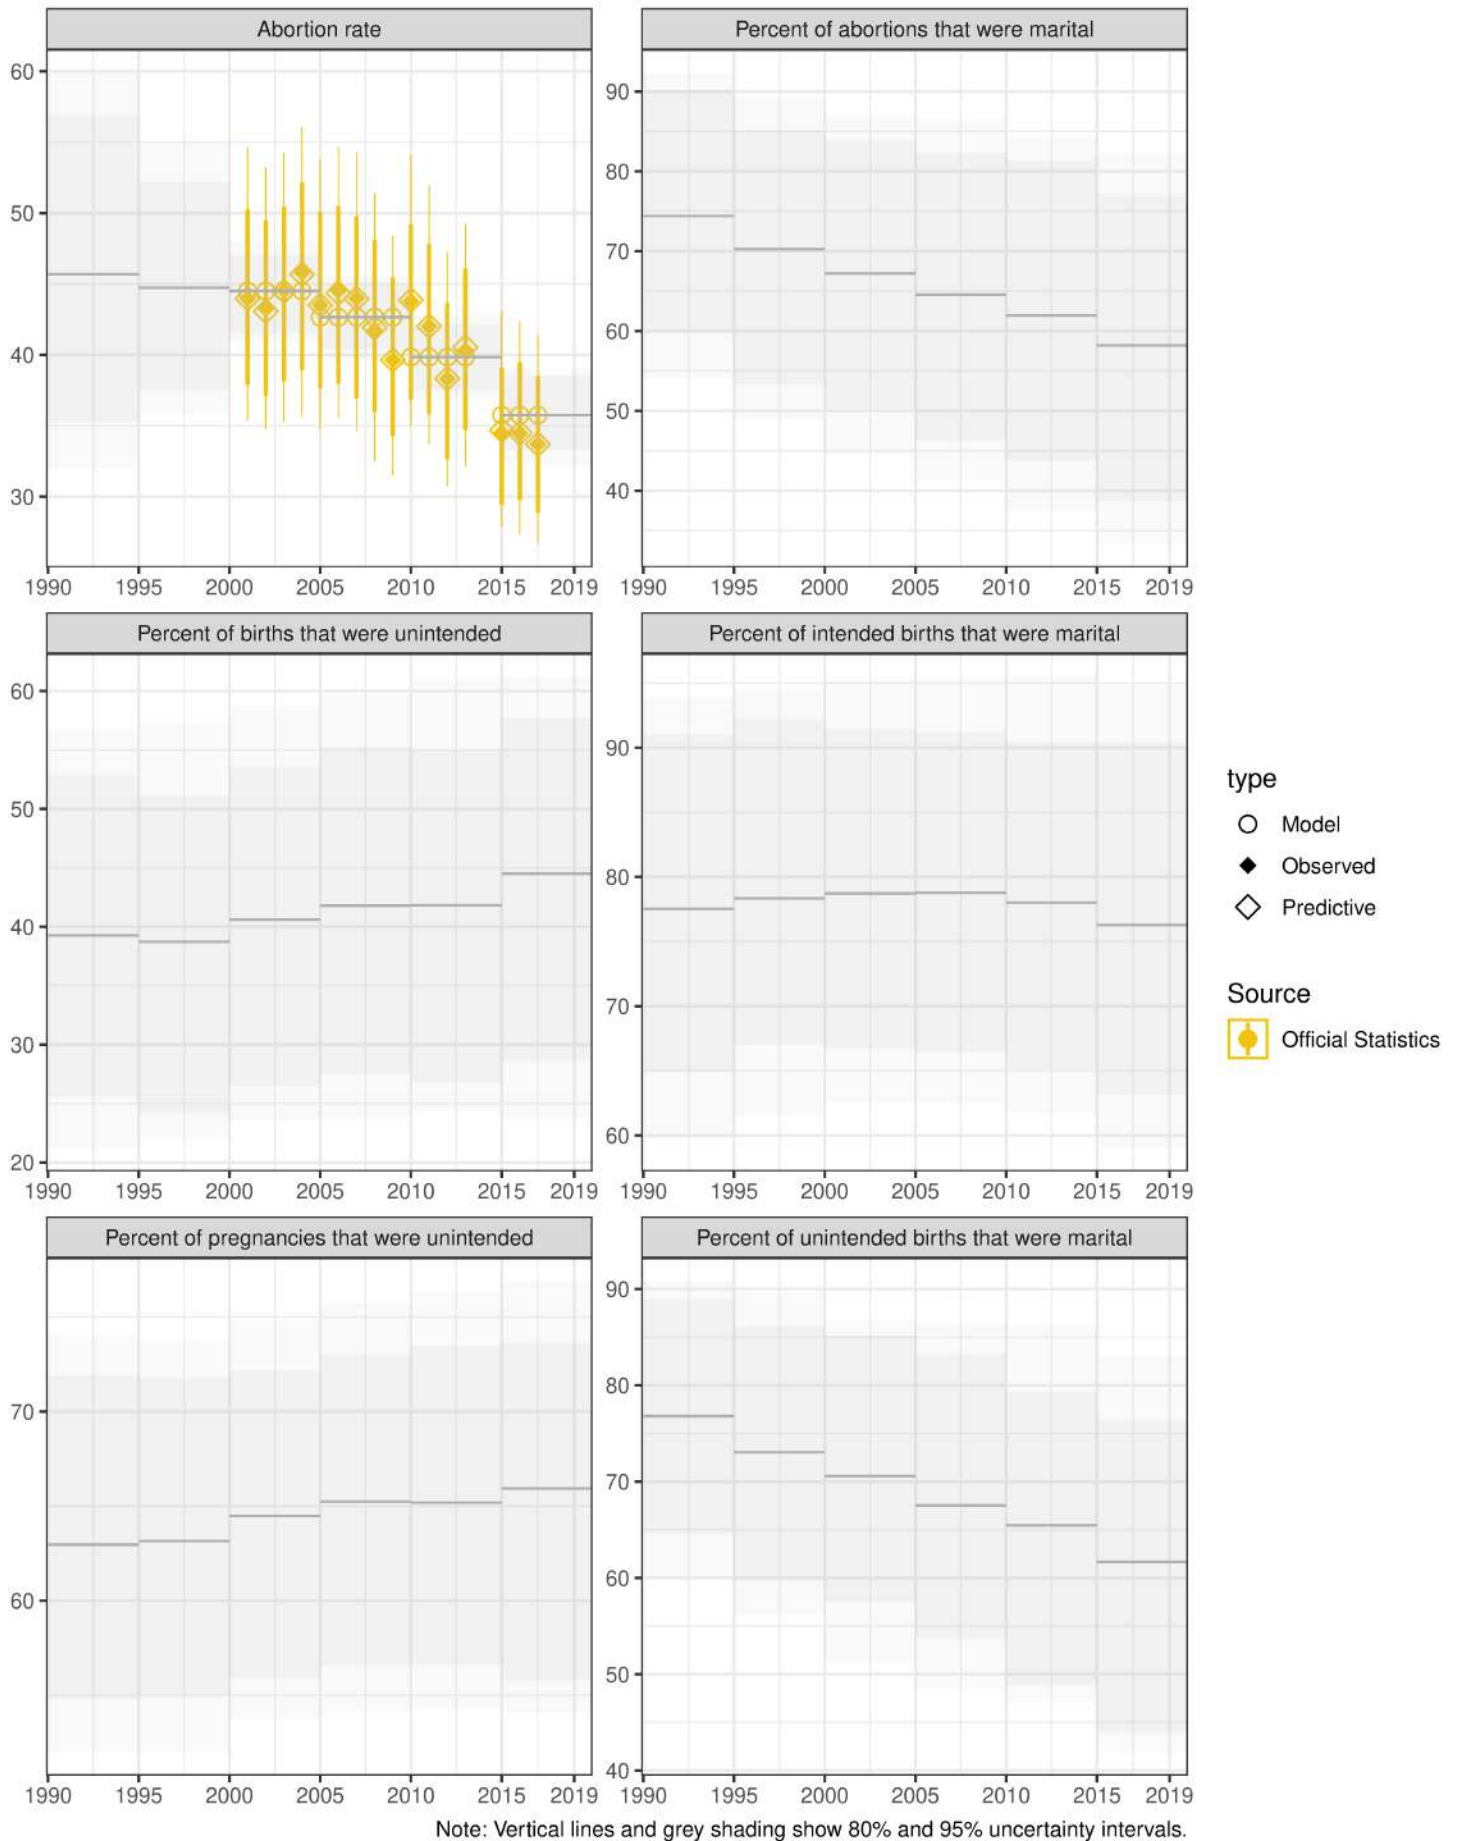 Abortion rate
Percent of abortions that were marital
60
50
40
30
90
80
70
60
50
40
1990 1995 2000 2005 2010 2015 2019
1990 1995 2000 2005 2010 2015 2019
Percent of births that were unintended
Percent of intended births that were marital
60
50
40
30
20
90
80
70
60
1990 1995 2000 2005 2010 2015 2019
1990 1995 2000 2005 2010 2015 2019
Percent of pregnancies that were unintended
Percent of unintended births that were marital
70
60
90
80
70
60
50
40
1990 1995 2000 2005 2010 2015 2019
1990 1995 2000 2005 2010 2015 2019
type
Model
Observed
Predictive
Source
Official Statistics
Note: Vertical lines and grey shading show 80% and 95% uncertainty intervals.